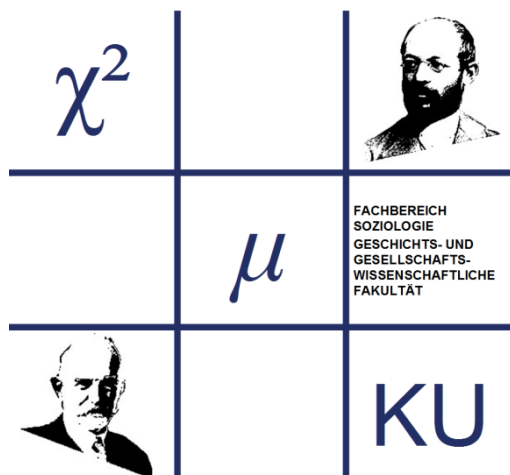 χ²
μ
FACHBEREICH
SOZIOLOGIE
GESCHICHTS- UND
GESELLSCHAFTS-
WISSENSCHAFTLICHE
FAKULTÄT
KU